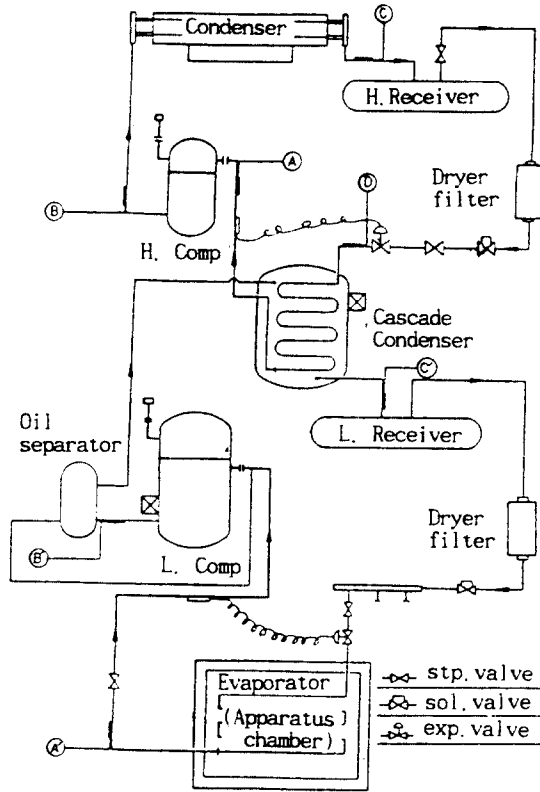 C
Condenser
H.Receiver
A
D
Dryer
filter
B
H. Comp
Cascade
Condenser
C'
Oil
separator
L. Receiver
Dryer
filter
B'
L. Comp
Evaporator
(Apparatus
chamber)
stp.valve
sol.valve
exp.valve
A'